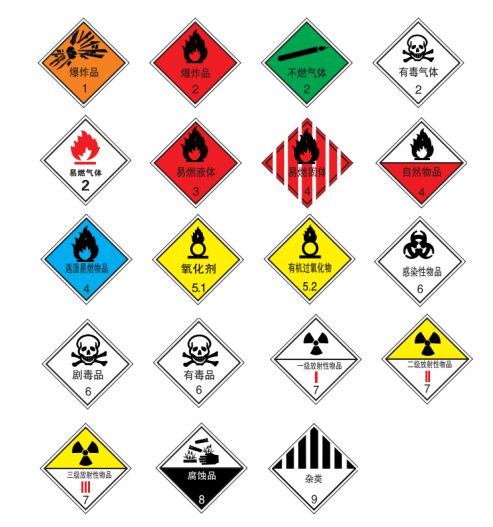 爆炸品
1
爆炸品
2
不燃气体
2
有毒气体
2
易燃气体
2
易燃液体
3
易燃固体
4
自然物品
4
遇湿易燃物品
4
氧化剂
5.1
有机过氧化物
5.2
感染性物品
6
剧毒品
6
有毒品
6
一级放射性物品
I
7
二级放射性物品
II
7
三级放射性物品
III
7
腐蚀品
8
杂类
9